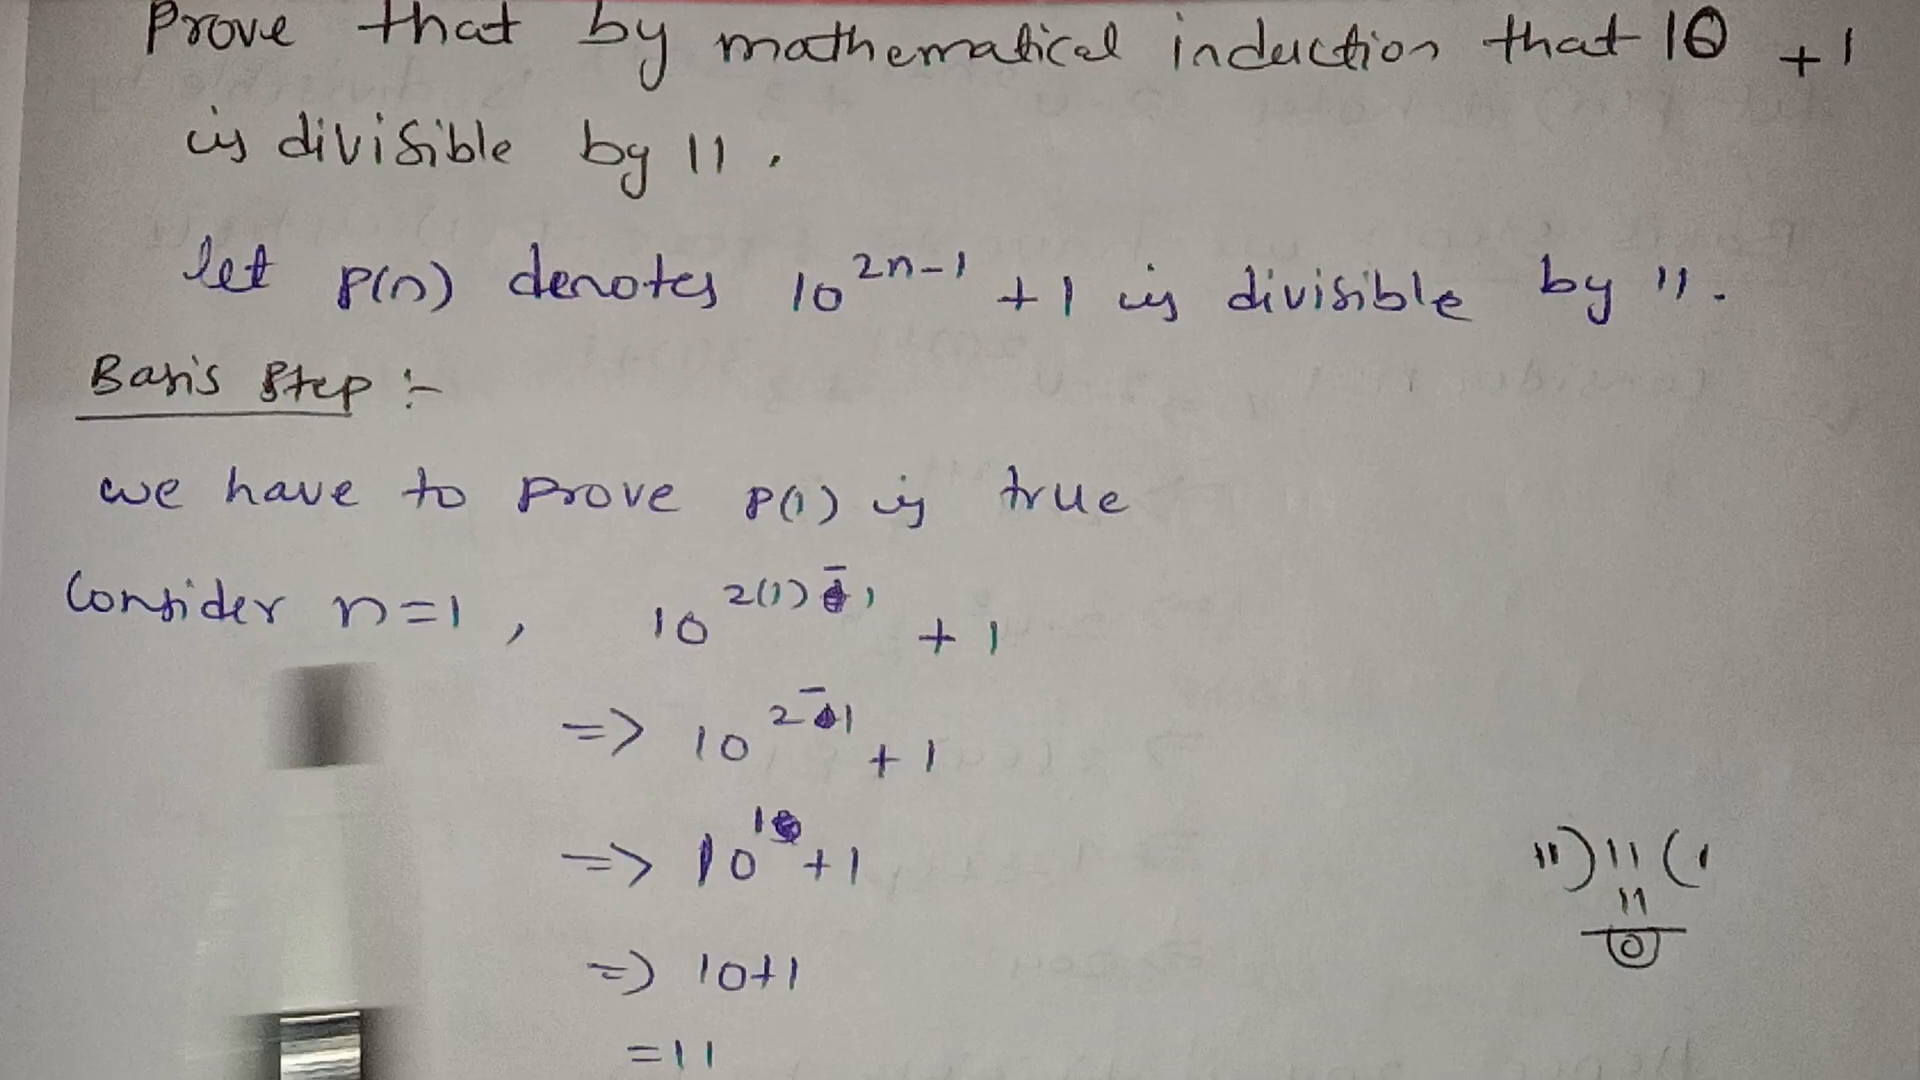 Prove that by mathematical induction that 10 + 1
is divisible by 11.
let P(n) denotes 10^2n-1 + 1 is divisible by 11.
Basis Step :-
we have to prove P(1) is true
Consider n=1, 10^2(1)-1 + 1
=> 10^2-1 + 1
=> 10^1 + 1
11)11(1
11
0
=> 10+1
=11